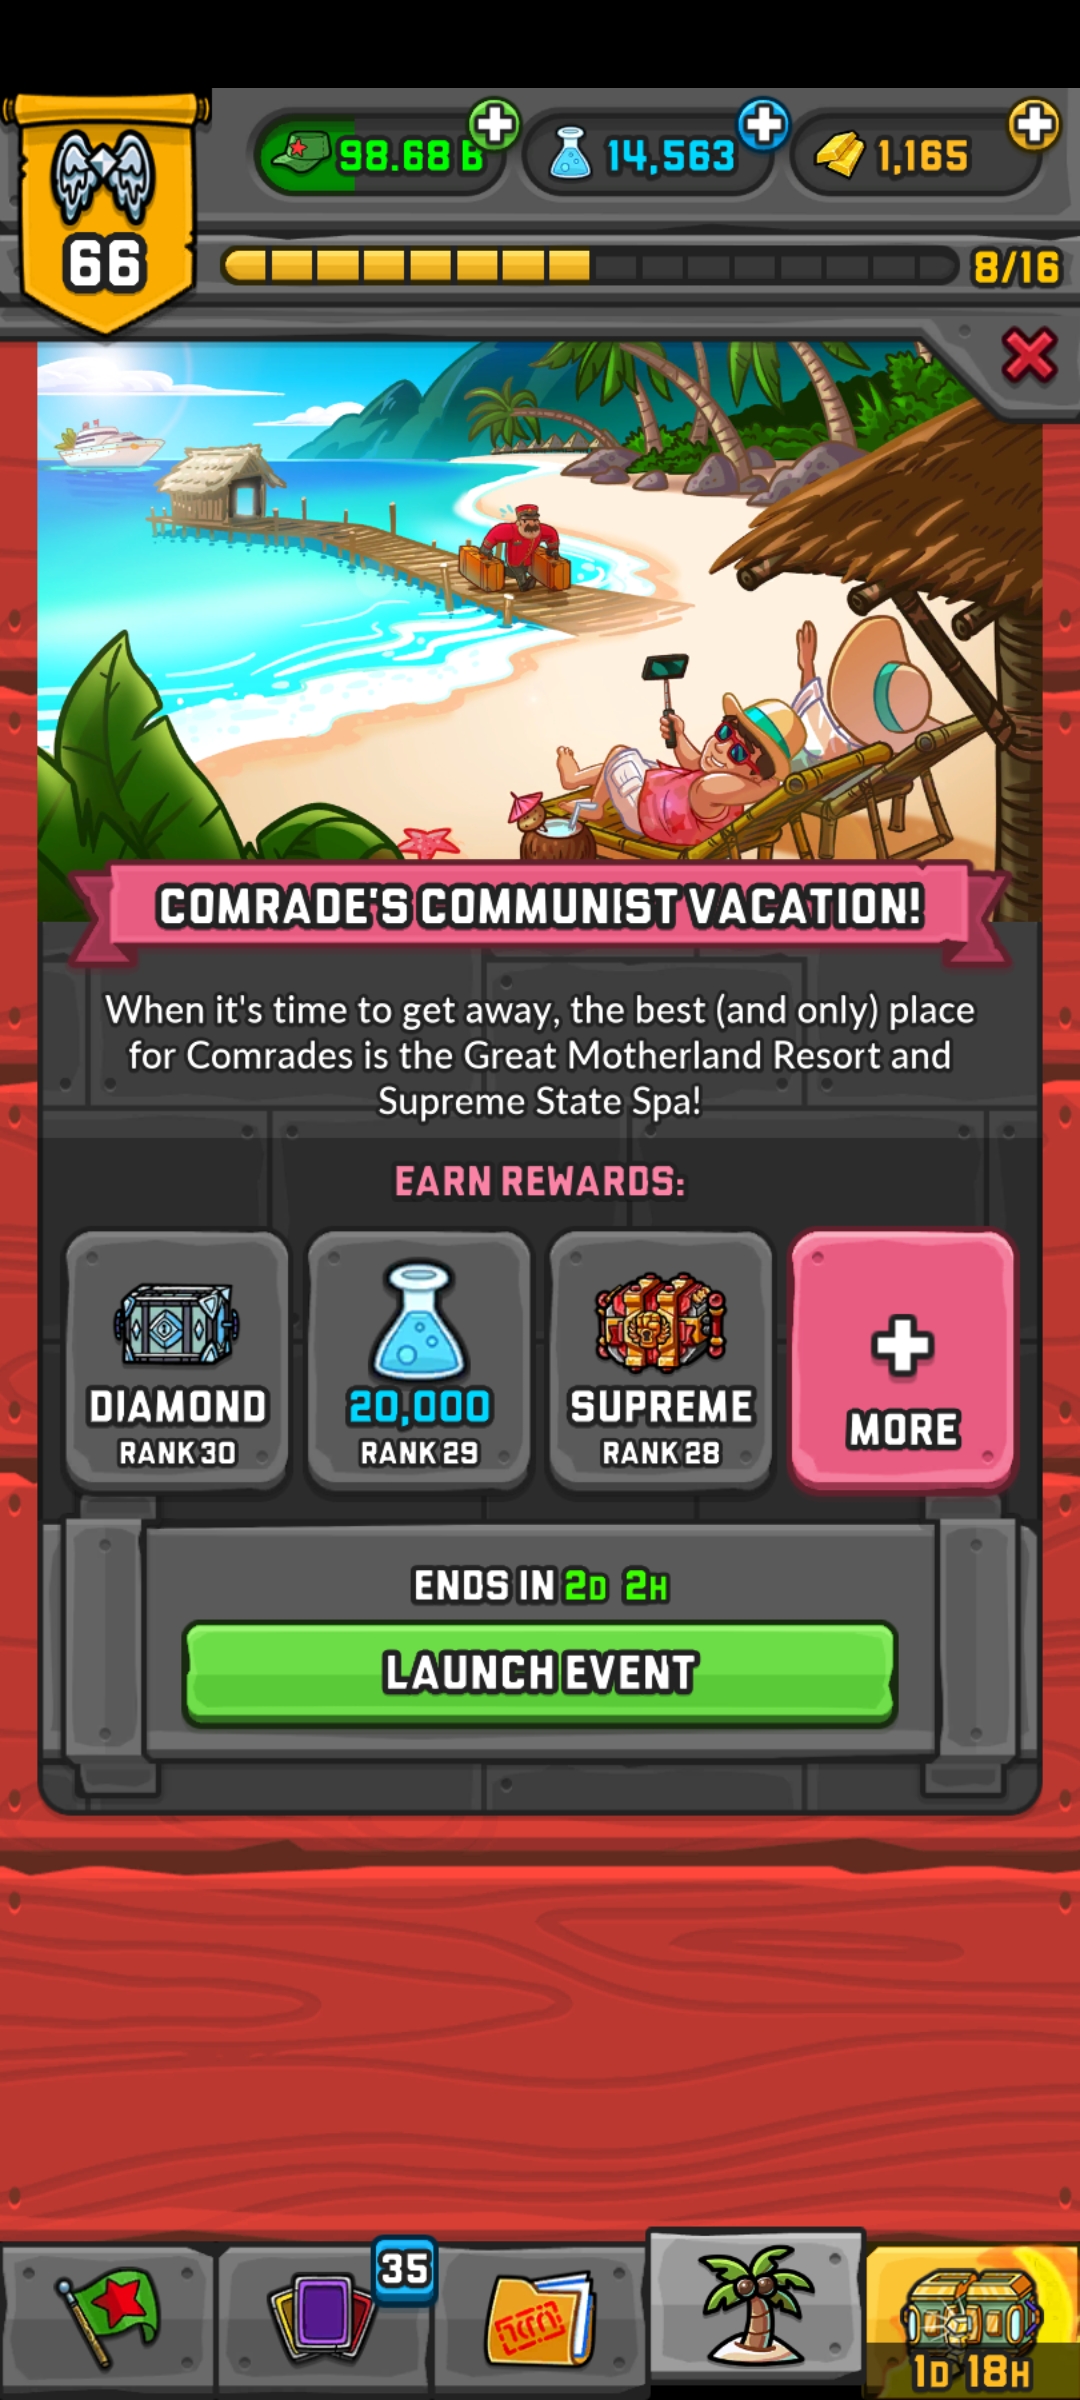 98.68 B
14,563
1,165
66
8/16
COMRADE'S COMMUNIST VACATION!
When it's time to get away, the best (and only) place
for Comrades is the Great Motherland Resort and
Supreme State Spa!
EARN REWARDS:
DIAMOND
RANK 30
20,000
RANK 29
SUPREME
RANK 28
MORE
ENDS IN 2D 2H
LAUNCH EVENT
35
1D 18H